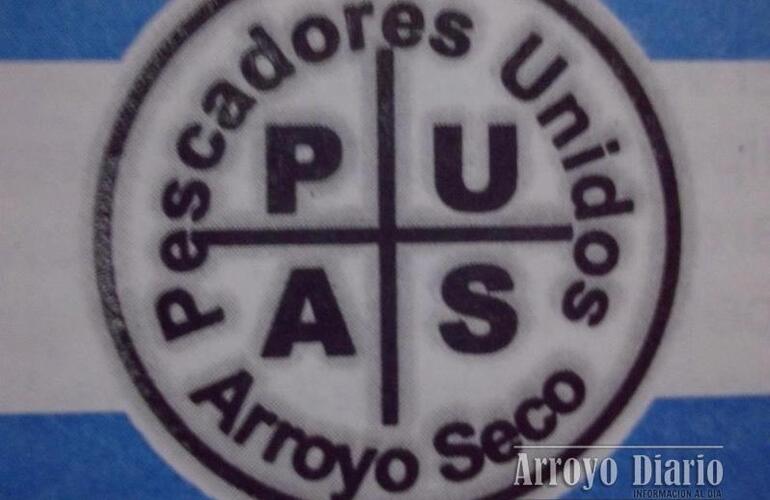 Pescadores Unidos
P U
A S
Arroyo Seco
Arroyo Diario
INFORMACION AL DIA